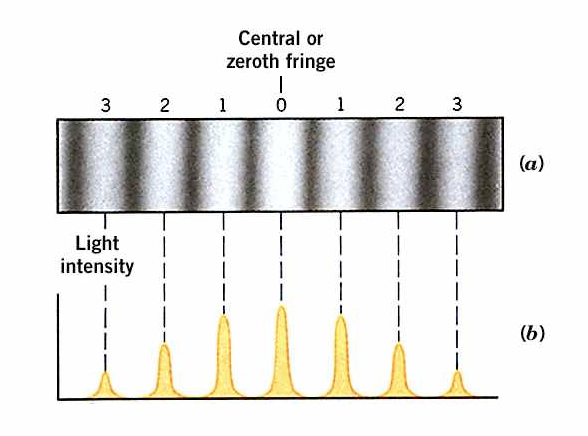 Central or
zeroth fringe
3 2 1 0 1 2 3
(a)
Light
intensity
(b)